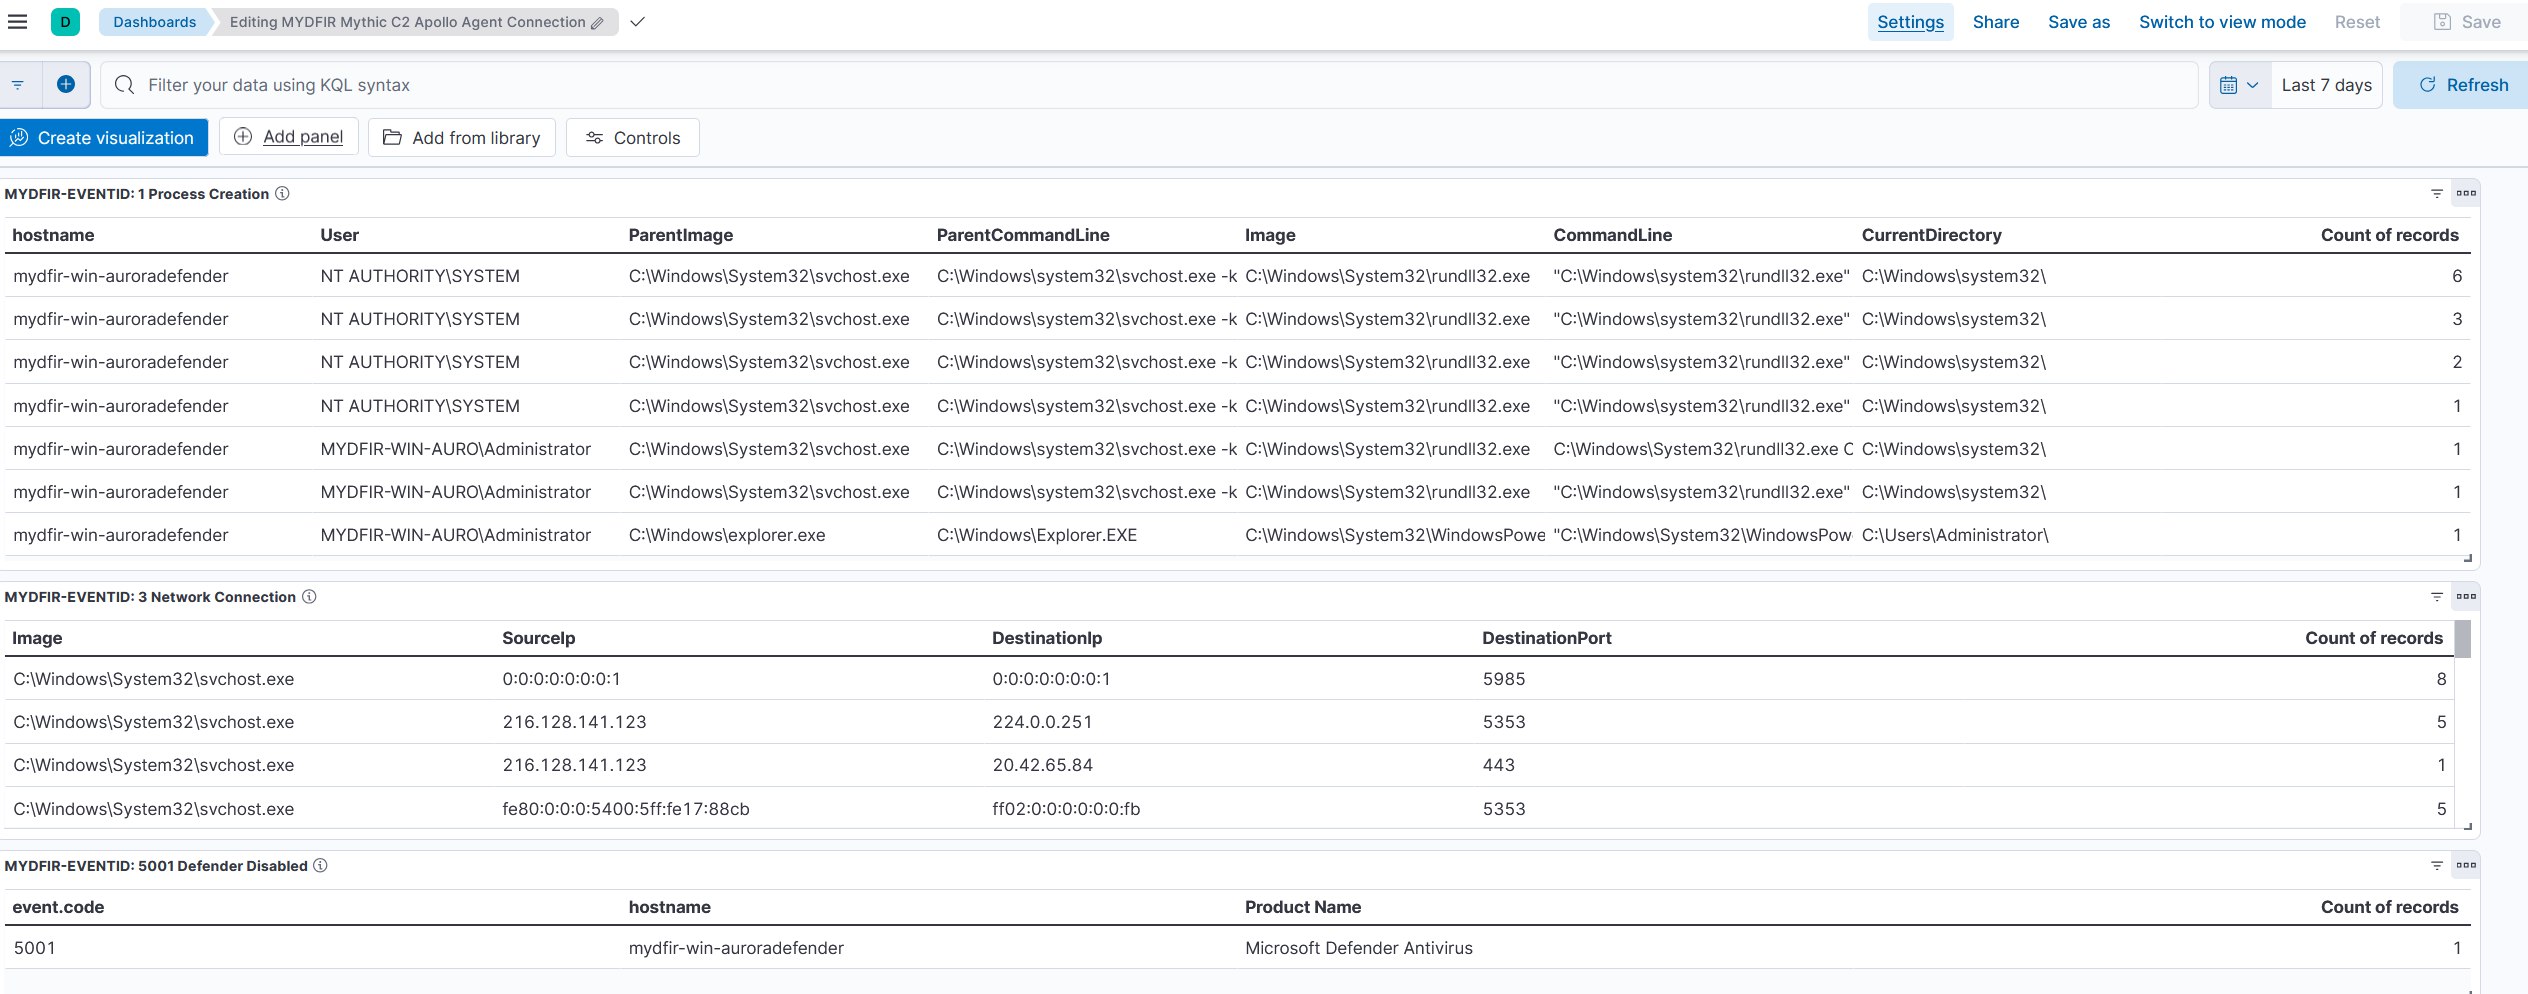 D Dashboards Editing MYDFIR Mythic C2 Apollo Agent Connection Settings Share Save as Switch to view mode Reset Save
Filter your data using KQL syntax Last 7 days Refresh
Create visualization Add panel Add from library Controls
MYDFIR-EVENTID: 1 Process Creation
hostname User ParentImage ParentCommandLine Image CommandLine CurrentDirectory Count of records
mydfir-win-auroradefender NT AUTHORITY\SYSTEM C:\Windows\System32\svchost.exe C:\Windows\system32\svchost.exe -k C:\Windows\System32\rundll32.exe "C:\Windows\system32\rundll32.exe" C:\Windows\system32\ 6
mydfir-win-auroradefender NT AUTHORITY\SYSTEM C:\Windows\System32\svchost.exe C:\Windows\system32\svchost.exe -k C:\Windows\System32\rundll32.exe "C:\Windows\system32\rundll32.exe" C:\Windows\system32\ 3
mydfir-win-auroradefender NT AUTHORITY\SYSTEM C:\Windows\System32\svchost.exe C:\Windows\system32\svchost.exe -k C:\Windows\System32\rundll32.exe "C:\Windows\system32\rundll32.exe" C:\Windows\system32\ 2
mydfir-win-auroradefender NT AUTHORITY\SYSTEM C:\Windows\System32\svchost.exe C:\Windows\system32\svchost.exe -k C:\Windows\System32\rundll32.exe "C:\Windows\system32\rundll32.exe" C:\Windows\system32\ 1
mydfir-win-auroradefender MYDFIR-WIN-AURO\Administrator C:\Windows\System32\svchost.exe C:\Windows\system32\svchost.exe -k C:\Windows\System32\rundll32.exe C:\Windows\System32\rundll32.exe C C:\Windows\system32\ 1
mydfir-win-auroradefender MYDFIR-WIN-AURO\Administrator C:\Windows\System32\svchost.exe C:\Windows\system32\svchost.exe -k C:\Windows\System32\rundll32.exe "C:\Windows\system32\rundll32.exe" C:\Windows\system32\ 1
mydfir-win-auroradefender MYDFIR-WIN-AURO\Administrator C:\Windows\explorer.exe C:\Windows\Explorer.EXE C:\Windows\System32\WindowsPowe "C:\Windows\System32\WindowsPow C:\Users\Administrator\ 1
MYDFIR-EVENTID: 3 Network Connection
Image SourceIp DestinationIp DestinationPort Count of records
C:\Windows\System32\svchost.exe 0:0:0:0:0:0:0:1 0:0:0:0:0:0:0:1 5985 8
C:\Windows\System32\svchost.exe 216.128.141.123 224.0.0.251 5353 5
C:\Windows\System32\svchost.exe 216.128.141.123 20.42.65.84 443 1
C:\Windows\System32\svchost.exe fe80:0:0:0:5400:5ff:fe17:88cb ff02:0:0:0:0:0:0:fb 5353 5
MYDFIR-EVENTID: 5001 Defender Disabled
event.code hostname Product Name Count of records
5001 mydfir-win-auroradefender Microsoft Defender Antivirus 1